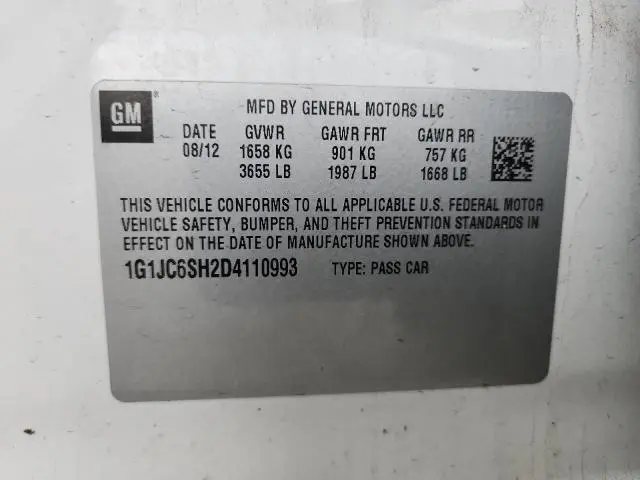 GM®
MFD BY GENERAL MOTORS LLC
DATE GVWR GAWR FRT GAWR RR
08/12 1658 KG 901 KG 757 KG
3655 LB 1987 LB 1668 LB
THIS VEHICLE CONFORMS TO ALL APPLICABLE U.S. FEDERAL MOTOR
VEHICLE SAFETY, BUMPER, AND THEFT PREVENTION STANDARDS IN
EFFECT ON THE DATE OF MANUFACTURE SHOWN ABOVE.
1G1JC6SH2D4110993 TYPE: PASS CAR